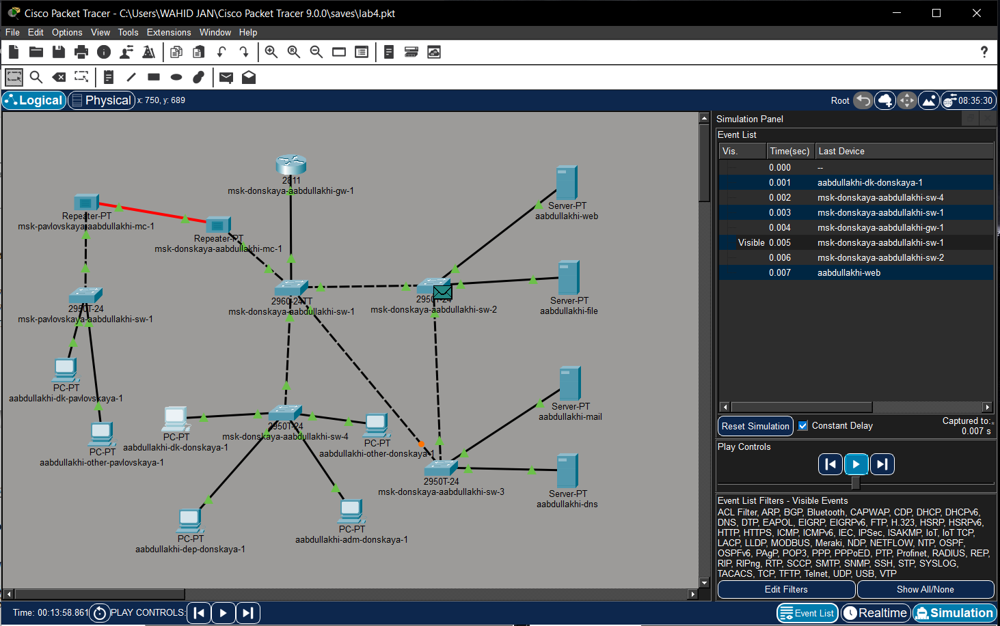 Cisco Packet Tracer - C:\Users\WAHID JAN\Cisco Packet Tracer 9.0.0\saves\lab4.pkt
File Edit Options View Tools Extensions Window Help
?
Logical Physical x: 750, y: 689 Root 08:35:30
2811
msk-donskaya-aabdullakhi-gw-1
Repeater-PT
msk-pavlovskaya-aabdullakhi-mc-1
Repeater-PT
msk-donskaya-aabdullakhi-mc-1
Server-PT
aabdullakhi-web
2950T-24
msk-pavlovskaya-aabdullakhi-sw-1
2960-24TT
msk-donskaya-aabdullakhi-sw-1
2950T-24
msk-donskaya-aabdullakhi-sw-2
Server-PT
aabdullakhi-file
PC-PT
aabdullakhi-dk-pavlovskaya-1
PC-PT
aabdullakhi-other-pavlovskaya-1
PC-PT
aabdullakhi-dk-donskaya-1
2950T-24
msk-donskaya-aabdullakhi-sw-4
PC-PT
aabdullakhi-other-donskaya-1
Server-PT
aabdullakhi-mail
2950T-24
msk-donskaya-aabdullakhi-sw-3
Server-PT
aabdullakhi-dns
PC-PT
aabdullakhi-dep-donskaya-1
PC-PT
aabdullakhi-adm-donskaya-1
Simulation Panel
Event List
Vis. Time(sec) Last Device
0.000 --
0.001 aabdullakhi-dk-donskaya-1
0.002 msk-donskaya-aabdullakhi-sw-4
0.003 msk-donskaya-aabdullakhi-sw-1
0.004 msk-donskaya-aabdullakhi-gw-1
Visible 0.005 msk-donskaya-aabdullakhi-sw-1
0.006 msk-donskaya-aabdullakhi-sw-2
0.007 aabdullakhi-web
Reset Simulation Constant Delay Captured to:*
0.007 s
Play Controls
Event List Filters - Visible Events
ACL Filter, ARP, BGP, Bluetooth, CAPWAP, CDP, DHCP, DHCPv6,
DNS, DTP, EAPOL, EIGRP, EIGRPv6, FTP, H.323, HSRP, HSRPv6,
HTTP, HTTPS, ICMP, ICMPv6, IEC, IPSec, ISAKMP, IoT, IoT TCP,
LACP, LLDP, MODBUS, Meraki, NDP, NETFLOW, NTP, OSPF,
OSPFv6, PAgP, POP3, PPP, PPPoED, PTP, Profinet, RADIUS, REP,
RIP, RIPng, RTP, SCCP, SMTP, SNMP, SSH, STP, SYSLOG,
TACACS, TCP, TFTP, Telnet, UDP, USB, VTP
Edit Filters Show All/None
Time: 00:13:58.861 PLAY CONTROLS: Event List Realtime Simulation